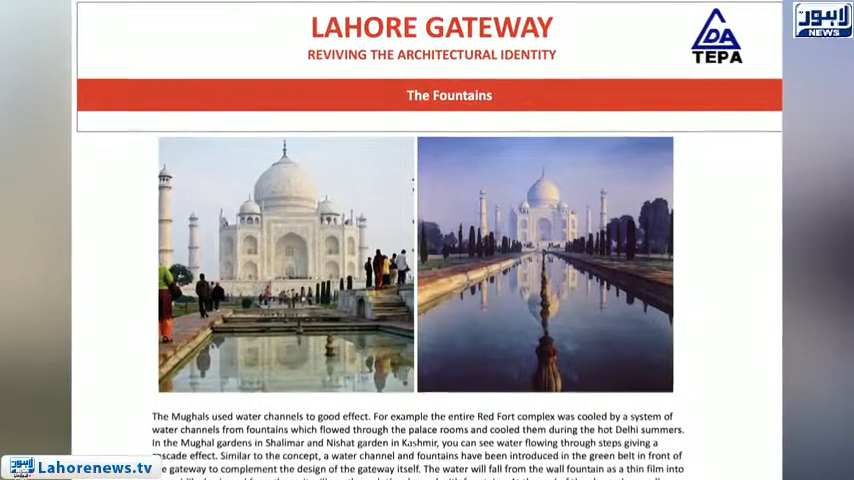 LAHORE GATEWAY
REVIVING THE ARCHITECTURAL IDENTITY
LDA
TEPA
لاہور
NEWS
The Fountains
The Mughals used water channels to good effect. For example the entire Red Fort complex was cooled by a system of
water channels from fountains which flowed through the palace rooms and cooled them during the hot Delhi summers.
In the Mughal gardens in Shalimar and Nishat garden in Kashmir, you can see water flowing through steps giving a
cascade effect. Similar to the concept, a water channel and fountains have been introduced in the green belt in front of
the gateway to complement the design of the gateway itself. The water will fall from the wall fountain as a thin film into
لاہور
NEWS
Lahorenews.tv